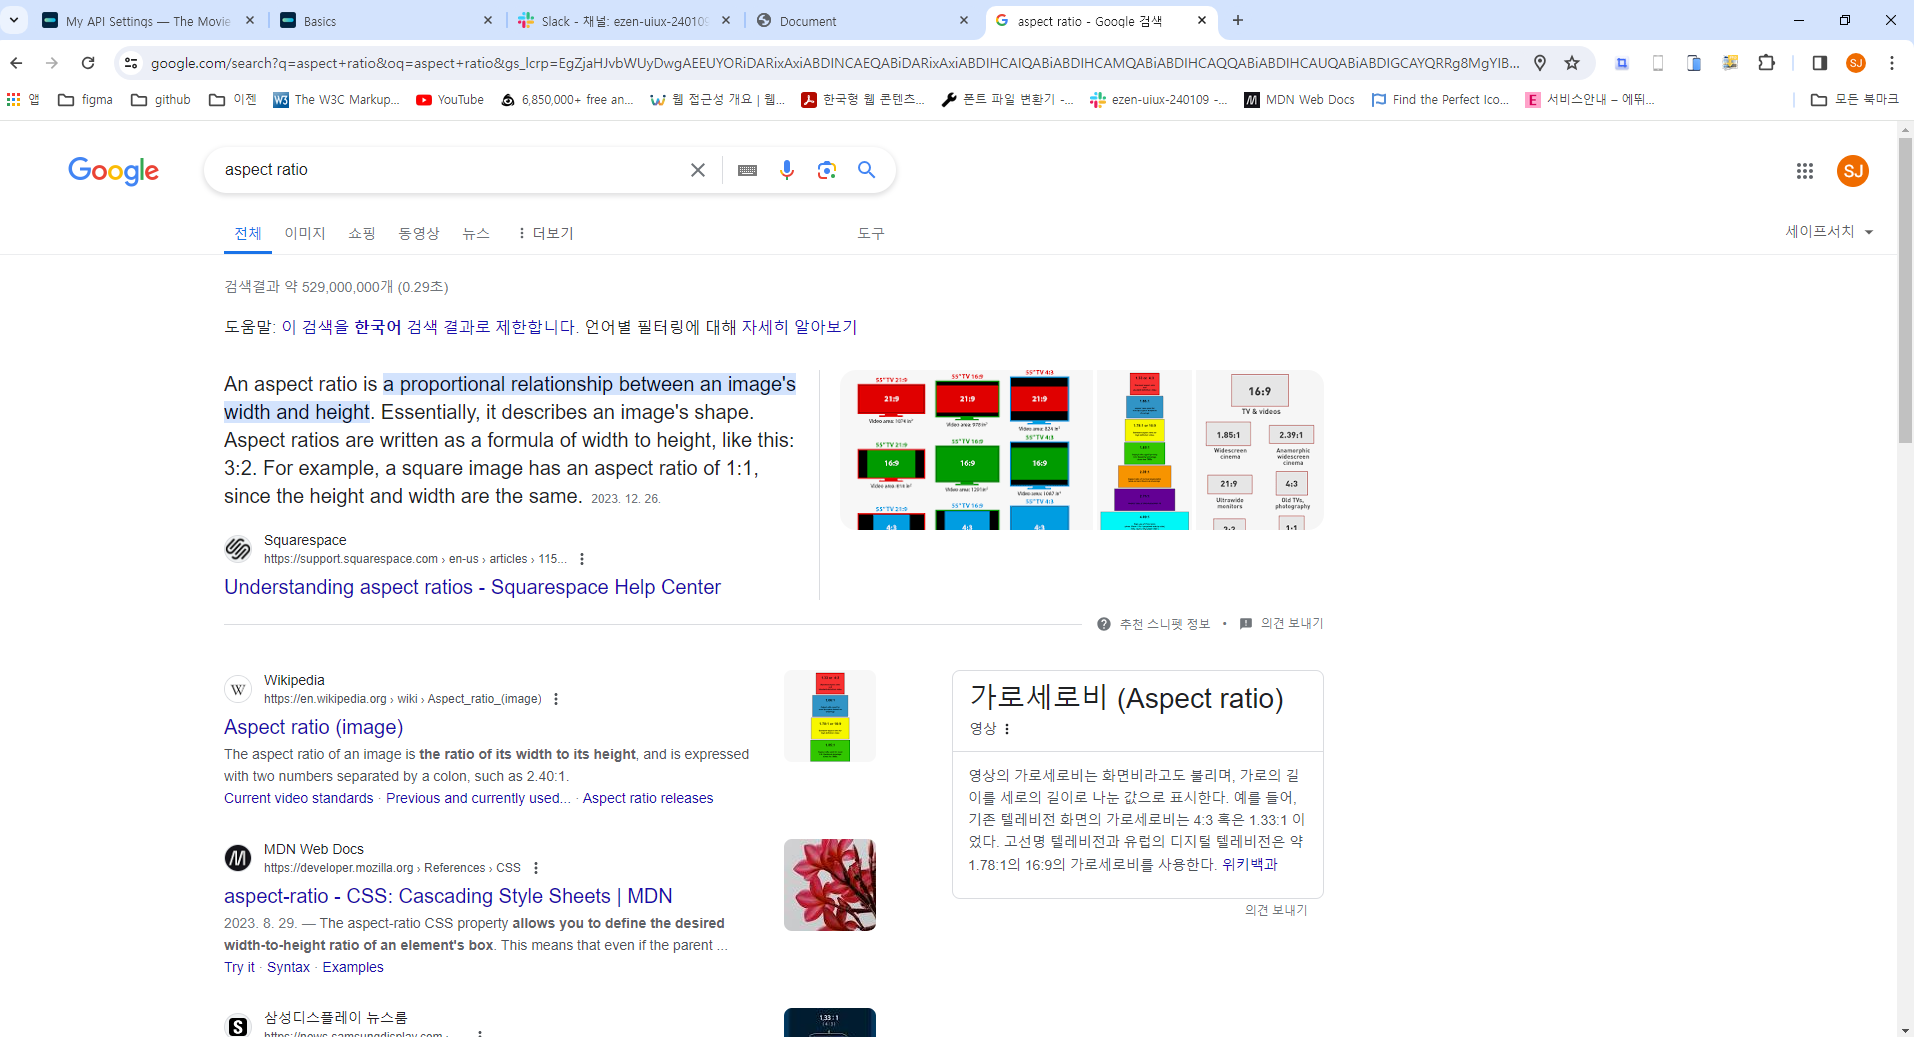 My API Settings — The Movie
Basics
Slack - 채널: ezen-uiux-240109
Document
aspect ratio - Google 검색
google.com/search?q=aspect+ratio&oq=aspect+ratio&gs_lcrp=EgZjaHJvbWUyDwgAEEUYORiDARixAxiABDINCAEQABiDARixAxiABDIHCAIQABiABDIHCAMQABiABDIHCAQQABiABDIHCAUQABiABDIGCAYQRRg8MgYIB...
앱
figma
github
이젠
The W3C Markup...
YouTube
6,850,000+ free an...
웹 접근성 개요 | 웹...
한국형 웹 콘텐츠...
폰트 파일 변환기 -...
ezen-uiux-240109 -...
MDN Web Docs
Find the Perfect Ico...
서비스안내 – 에뛰...
모든 북마크
Google
aspect ratio
SJ
전체
이미지
쇼핑
동영상
뉴스
더보기
도구
세이프서치
검색결과 약 529,000,000개 (0.29초)
도움말: 이 검색을 한국어 검색 결과로 제한합니다. 언어별 필터링에 대해 자세히 알아보기
An aspect ratio is a proportional relationship between an image's
width and height. Essentially, it describes an image's shape.
Aspect ratios are written as a formula of width to height, like this:
3:2. For example, a square image has an aspect ratio of 1:1,
since the height and width are the same. 2023. 12. 26.
55"TV 21:9
55"TV 16:9
55"TV 4:3
21:9
21:9
21:9
16:9
16:9
16:9
4:3
4:3
4:3
16:9
TV & videos
1.85:1
2.39:1
Widescreen cinema
Anamorphic widescreen cinema
21:9
4:3
Ultrawide monitors
Old TVs, photography
Squarespace
https://support.squarespace.com › en-us › articles › 115...
Understanding aspect ratios - Squarespace Help Center
추천 스니펫 정보 • 의견 보내기
Wikipedia
https://en.wikipedia.org › wiki › Aspect_ratio_(image)
Aspect ratio (image)
The aspect ratio of an image is the ratio of its width to its height, and is expressed
with two numbers separated by a colon, such as 2.40:1.
Current video standards · Previous and currently used... · Aspect ratio releases
가로세로비 (Aspect ratio)
영상
영상의 가로세로비는 화면비라고도 불리며, 가로의 길
이를 세로의 길이로 나눈 값으로 표시한다. 예를 들어,
기존 텔레비전 화면의 가로세로비는 4:3 혹은 1.33:1 이
었다. 고선명 텔레비전과 유럽의 디지털 텔레비전은 약
1.78:1의 16:9의 가로세로비를 사용한다. 위키백과
의견 보내기
MDN Web Docs
https://developer.mozilla.org › References › CSS
aspect-ratio - CSS: Cascading Style Sheets | MDN
2023. 8. 29. — The aspect-ratio CSS property allows you to define the desired
width-to-height ratio of an element's box. This means that even if the parent ...
Try it · Syntax · Examples
삼성디스플레이 뉴스룸
https://news.samsungdisplay.com
1.33 : 1
(4:3)